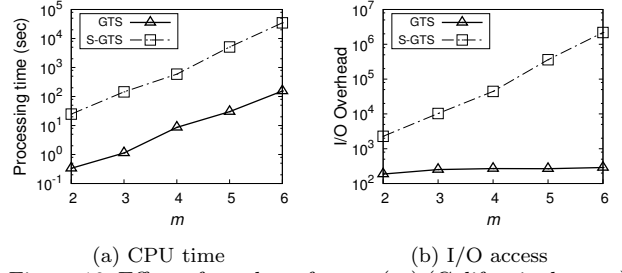 GTS
S-GTS
Processing time (sec)
10^5
10^4
10^3
10^2
10^1
10^0
10^-1
2 3 4 5 6
m
(a) CPU time
GTS
S-GTS
I/O Overhead
10^7
10^6
10^5
10^4
10^3
10^2
2 3 4 5 6
m
(b) I/O access